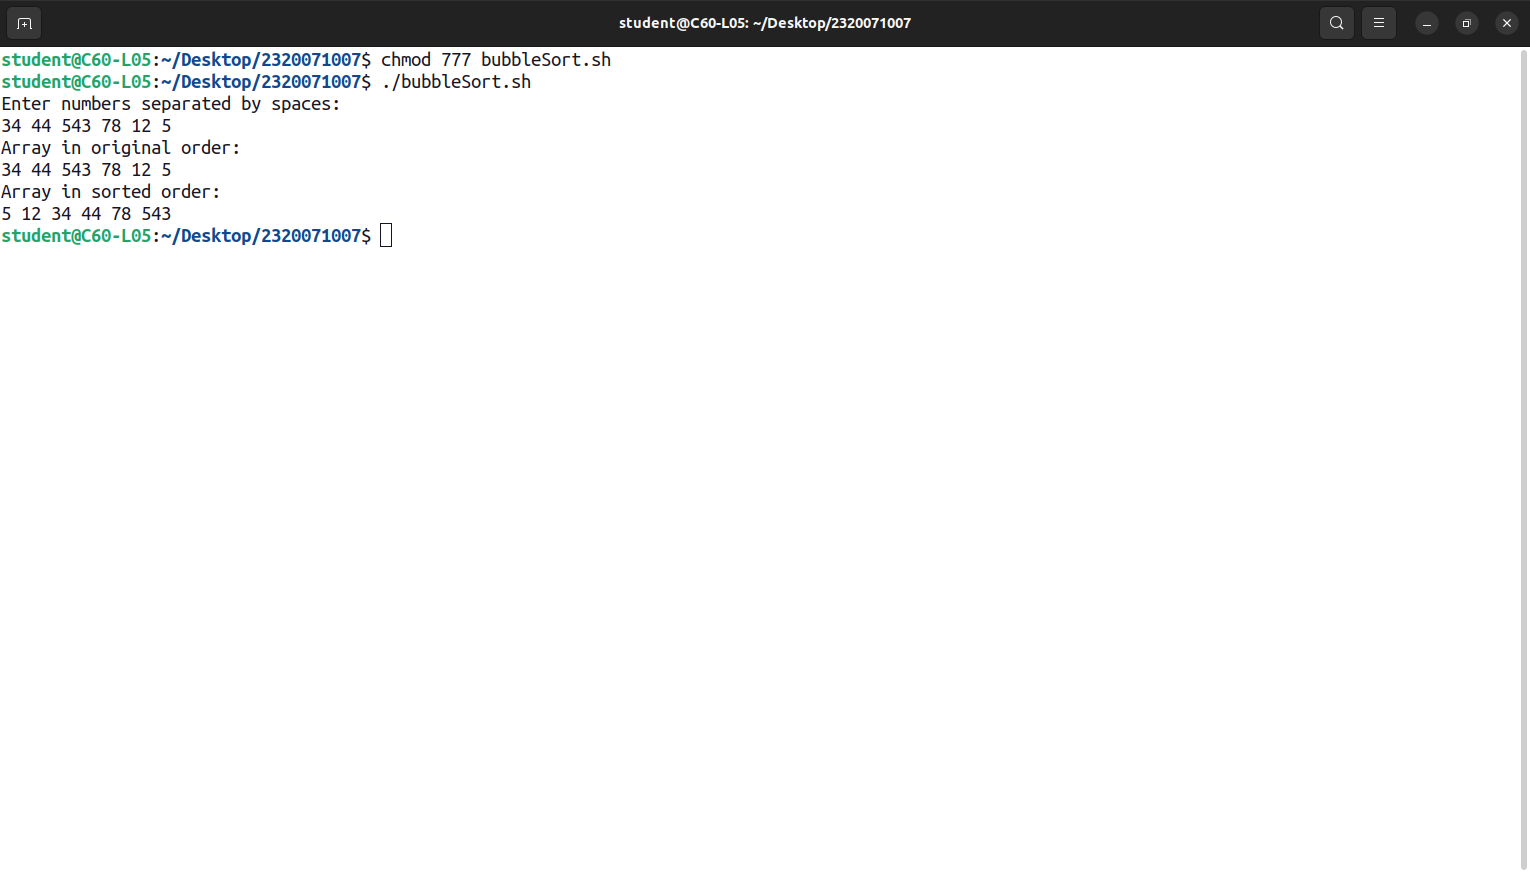 student@C60-L05: ~/Desktop/2320071007
student@C60-L05:~/Desktop/2320071007$ chmod 777 bubbleSort.sh
student@C60-L05:~/Desktop/2320071007$ ./bubbleSort.sh
Enter numbers separated by spaces:
34 44 543 78 12 5
Array in original order:
34 44 543 78 12 5
Array in sorted order:
5 12 34 44 78 543
student@C60-L05:~/Desktop/2320071007$